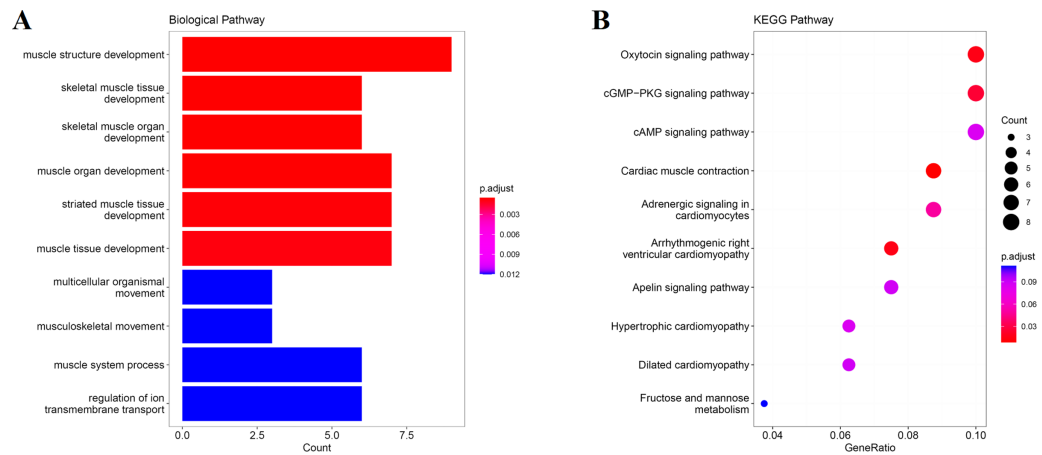 A
Biological Pathway
muscle structure development
skeletal muscle tissue
development
skeletal muscle organ
development
muscle organ development
striated muscle tissue
development
muscle tissue development
multicellular organismal
movement
musculoskeletal movement
muscle system process
regulation of ion
transmembrane transport
0.0 2.5 5.0 7.5
Count
p.adjust
0.003
0.006
0.009
0.012
B
KEGG Pathway
Oxytocin signaling pathway
cGMP−PKG signaling pathway
cAMP signaling pathway
Cardiac muscle contraction
Adrenergic signaling in
cardiomyocytes
Arrhythmogenic right
ventricular cardiomyopathy
Apelin signaling pathway
Hypertrophic cardiomyopathy
Dilated cardiomyopathy
Fructose and mannose
metabolism
0.04 0.06 0.08 0.10
GeneRatio
Count
3
4
5
6
7
8
p.adjust
0.09
0.06
0.03